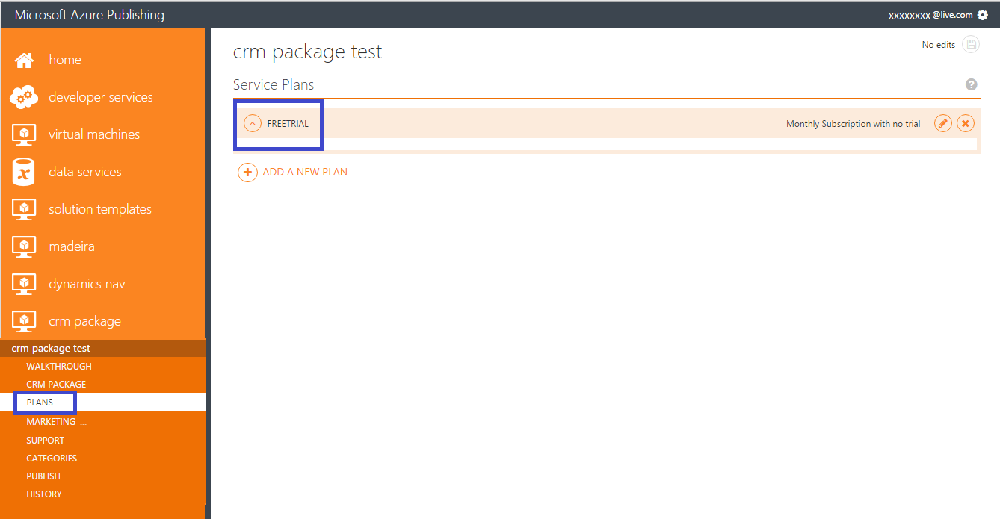 Microsoft Azure Publishing
xxxxxxxx @live.com
home
developer services
virtual machines
data services
solution templates
madeira
dynamics nav
crm package
crm package test
WALKTHROUGH
CRM PACKAGE
PLANS
MARKETING ...
SUPPORT
CATEGORIES
PUBLISH
HISTORY
crm package test
No edits
Service Plans
?
FREETRIAL
Monthly Subscription with no trial
ADD A NEW PLAN